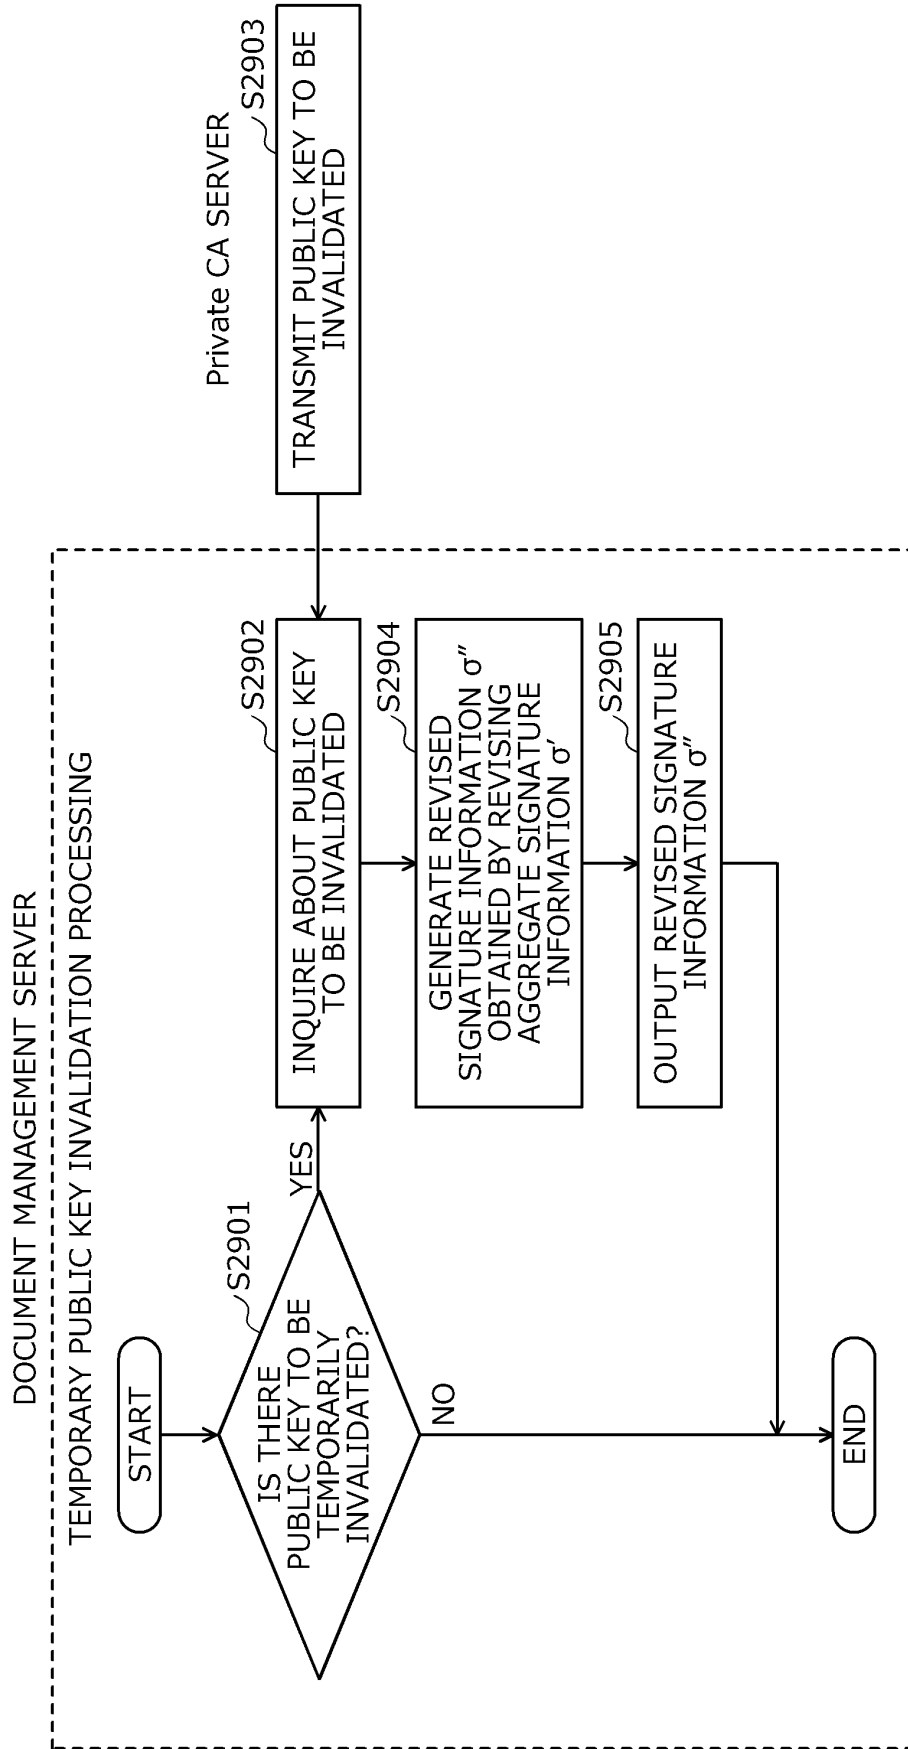 DOCUMENT MANAGEMENT SERVER
TEMPORARY PUBLIC KEY INVALIDATION PROCESSING
START
S2901
IS THERE
PUBLIC KEY TO BE
TEMPORARILY
INVALIDATED?
YES
NO
S2902
INQUIRE ABOUT PUBLIC KEY
TO BE INVALIDATED
Private CA SERVER
S2903
TRANSMIT PUBLIC KEY TO BE
INVALIDATED
S2904
GENERATE REVISED
SIGNATURE INFORMATION σ″
OBTAINED BY REVISING
AGGREGATE SIGNATURE
INFORMATION σ′
S2905
OUTPUT REVISED SIGNATURE
INFORMATION σ″
END